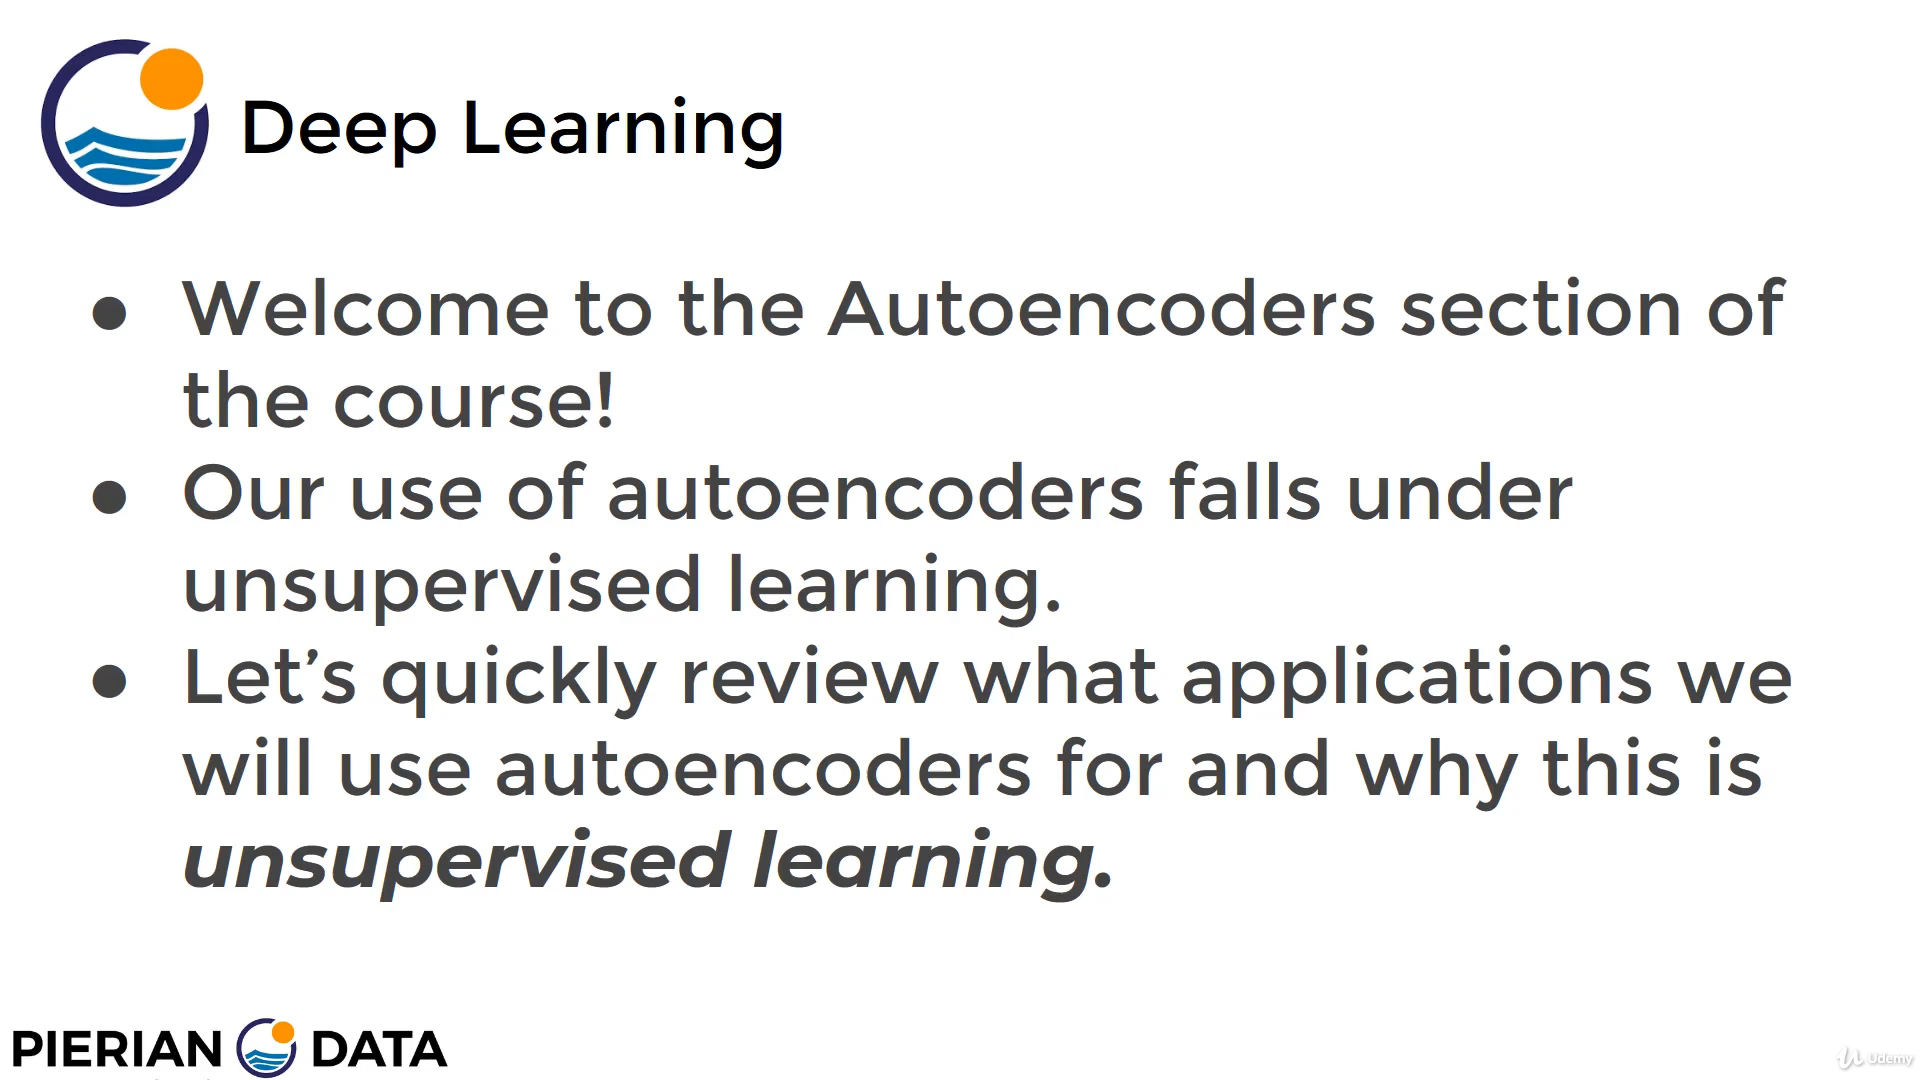 Deep Learning
● Welcome to the Autoencoders section of
the course!
● Our use of autoencoders falls under
unsupervised learning.
● Let’s quickly review what applications we
will use autoencoders for and why this is
unsupervised learning.
PIERIAN DATA
Udemy